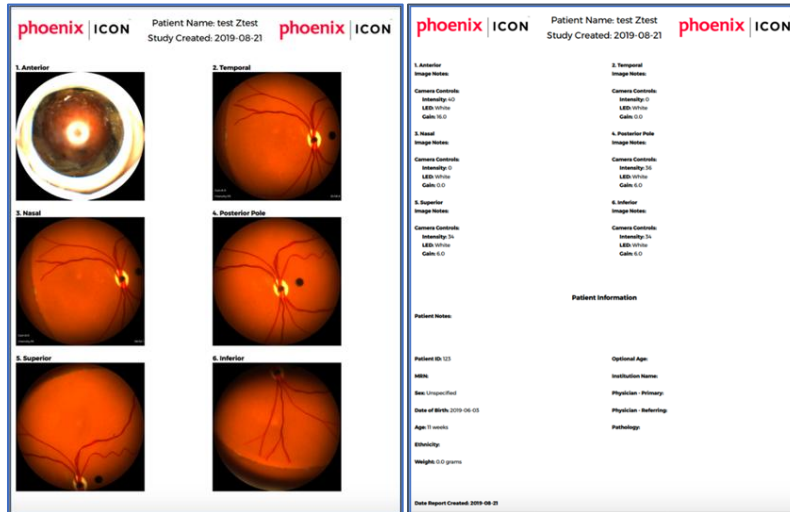 phoenix | ICON
Patient Name: test Ztest
Study Created: 2019-08-21
phoenix | ICON
1. Anterior
2. Temporal
3. Nasal
4. Posterior Pole
5. Superior
6. Inferior
phoenix | ICON
Patient Name: test Ztest
Study Created: 2019-08-21
phoenix | ICON
1. Anterior
Image Notes:
Camera Controls:
Intensity: 40
LED: White
Gain: 16.0
2. Temporal
Image Notes:
Camera Controls:
Intensity: 0
LED: White
Gain: 0.0
3. Nasal
Image Notes:
Camera Controls:
Intensity: 0
LED: White
Gain: 0.0
4. Posterior Pole
Image Notes:
Camera Controls:
Intensity: 36
LED: White
Gain: 6.0
5. Superior
Image Notes:
Camera Controls:
Intensity: 34
LED: White
Gain: 6.0
6. Inferior
Image Notes:
Camera Controls:
Intensity: 34
LED: White
Gain: 6.0
Patient Information
Patient Notes:
Patient ID: 123
MRN:
Sex: Unspecified
Date of Birth: 2019-06-03
Age: 11 weeks
Ethnicity:
Weight: 0.0 grams
Optional Age:
Institution Name:
Physician - Primary:
Physician - Referring:
Pathology:
Date Report Created: 2019-08-21